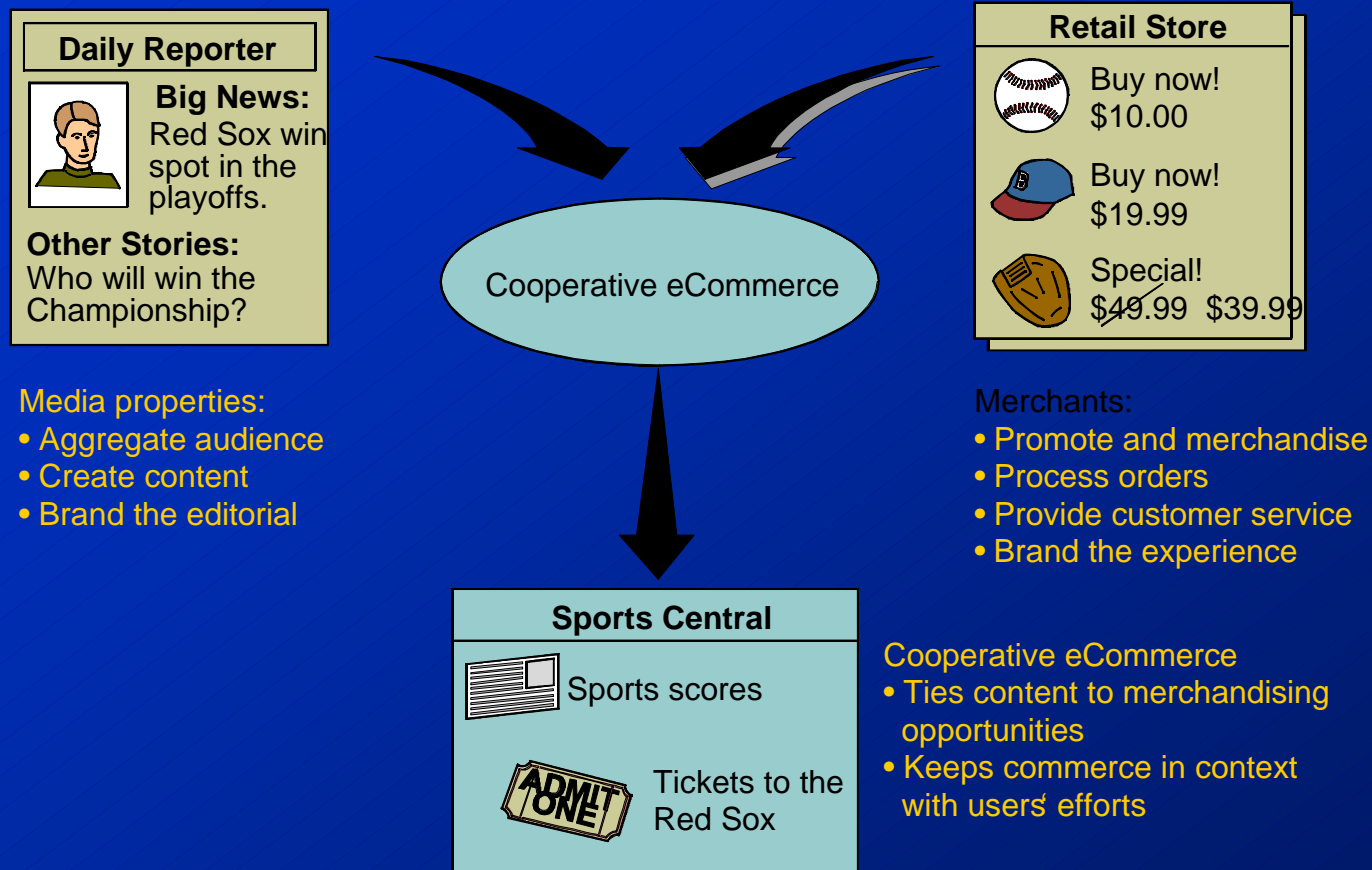 Daily Reporter
Big News:
Red Sox win
spot in the
playoffs.
Other Stories:
Who will win the
Championship?
Retail Store
Buy now!
$10.00
B
Buy now!
$19.99
Special!
$49.99 $39.99
Cooperative eCommerce
Media properties:
• Aggregate audience
• Create content
• Brand the editorial
Merchants:
• Promote and merchandise
• Process orders
• Provide customer service
• Brand the experience
Sports Central
Sports scores
ADMIT
ONE
Tickets to the
Red Sox
Cooperative eCommerce
• Ties content to merchandising
opportunities
• Keeps commerce in context
with users‘ efforts